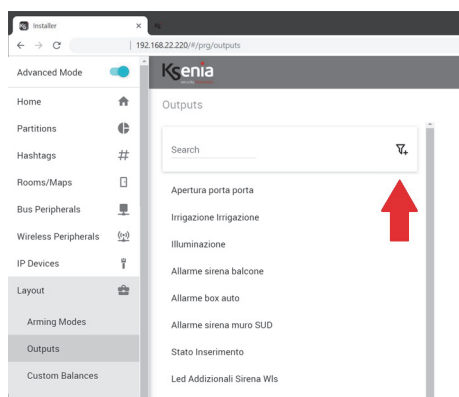 Installer
192.168.22.220/#/prg/outputs
Advanced Mode
Ksenia
Home
Outputs
Partitions
Hashtags
Search
Rooms/Maps
Apertura porta porta
Bus Peripherals
Irrigazione Irrigazione
Wireless Peripherals
Illuminazione
IP Devices
Allarme sirena balcone
Layout
Allarme box auto
Arming Modes
Allarme sirena muro SUD
Outputs
Stato Inserimento
Custom Balances
Led Addizionali Sirena Wls